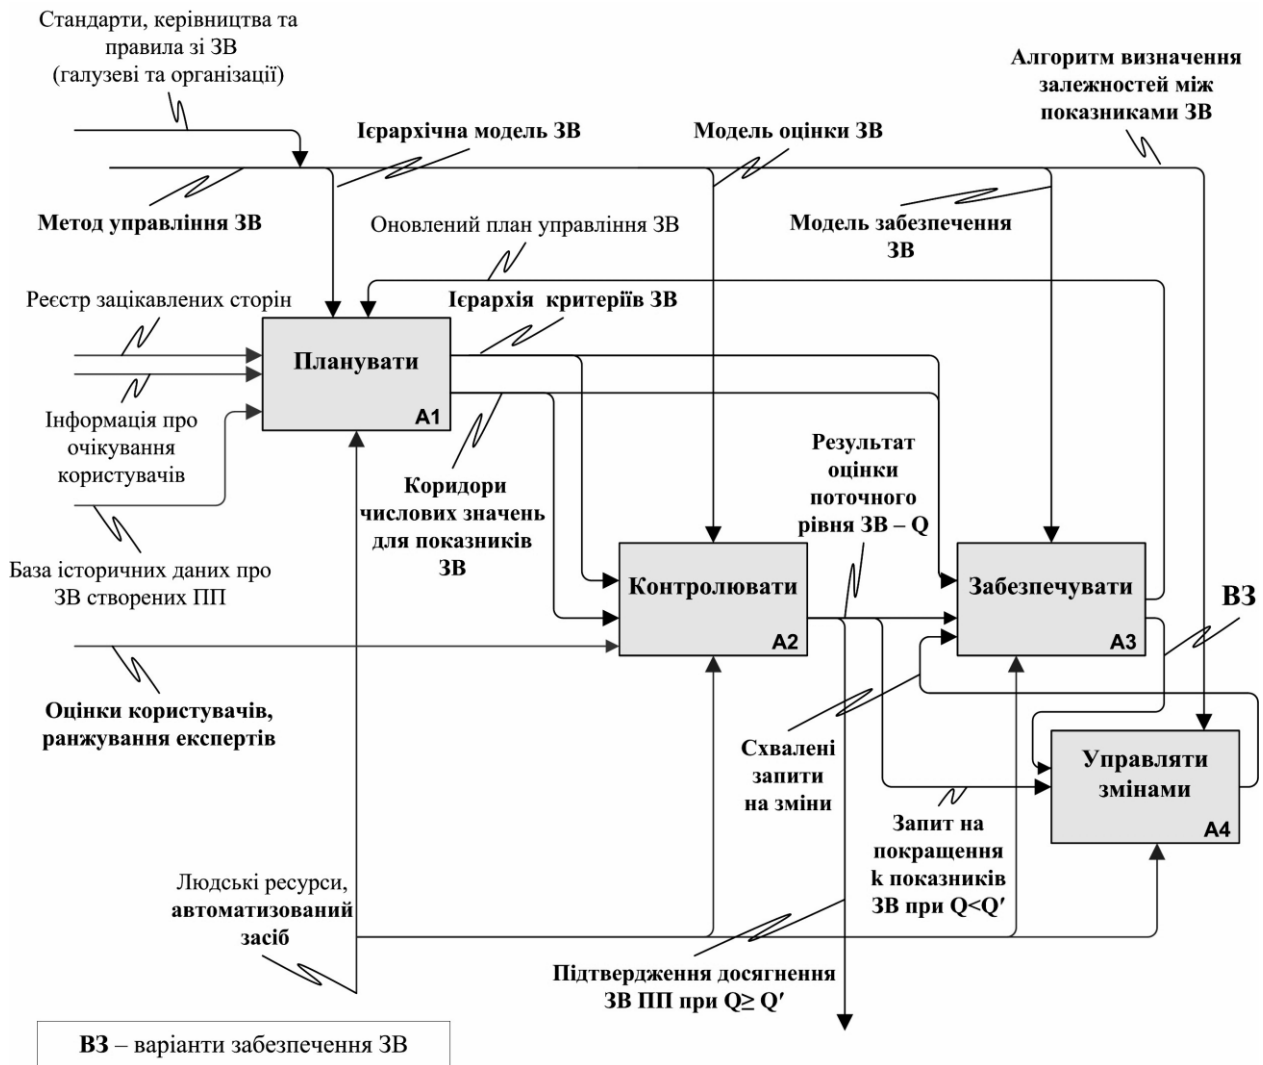 Стандарти, керівництва та
правила зі ЗВ
(галузеві та організації)
Алгоритм визначення
залежностей між
показниками ЗВ
Ієрархічна модель ЗВ
Модель оцінки ЗВ
Метод управління ЗВ
Оновлений план управління ЗВ
Модель забезпечення
ЗВ
Реєстр зацікавлених сторін
Ієрархія критеріїв ЗВ
Планувати
A1
Інформація про
очікування
користувачів
Коридори
числових значень
для показників
ЗВ
Результат
оцінки
поточного
рівня ЗВ – Q
База історичних даних про
ЗВ створених ПП
Контролювати
A2
Забезпечувати
A3
ВЗ
Оцінки користувачів,
ранжування експертів
Схвалені
запити
на зміни
Управляти
змінами
A4
Запит на
покращення
k показників
ЗВ при Q<Q′
Людські ресурси,
автоматизований
засіб
Підтвердження досягнення
ЗВ ПП при Q≥ Q′
ВЗ – варіанти забезпечення ЗВ